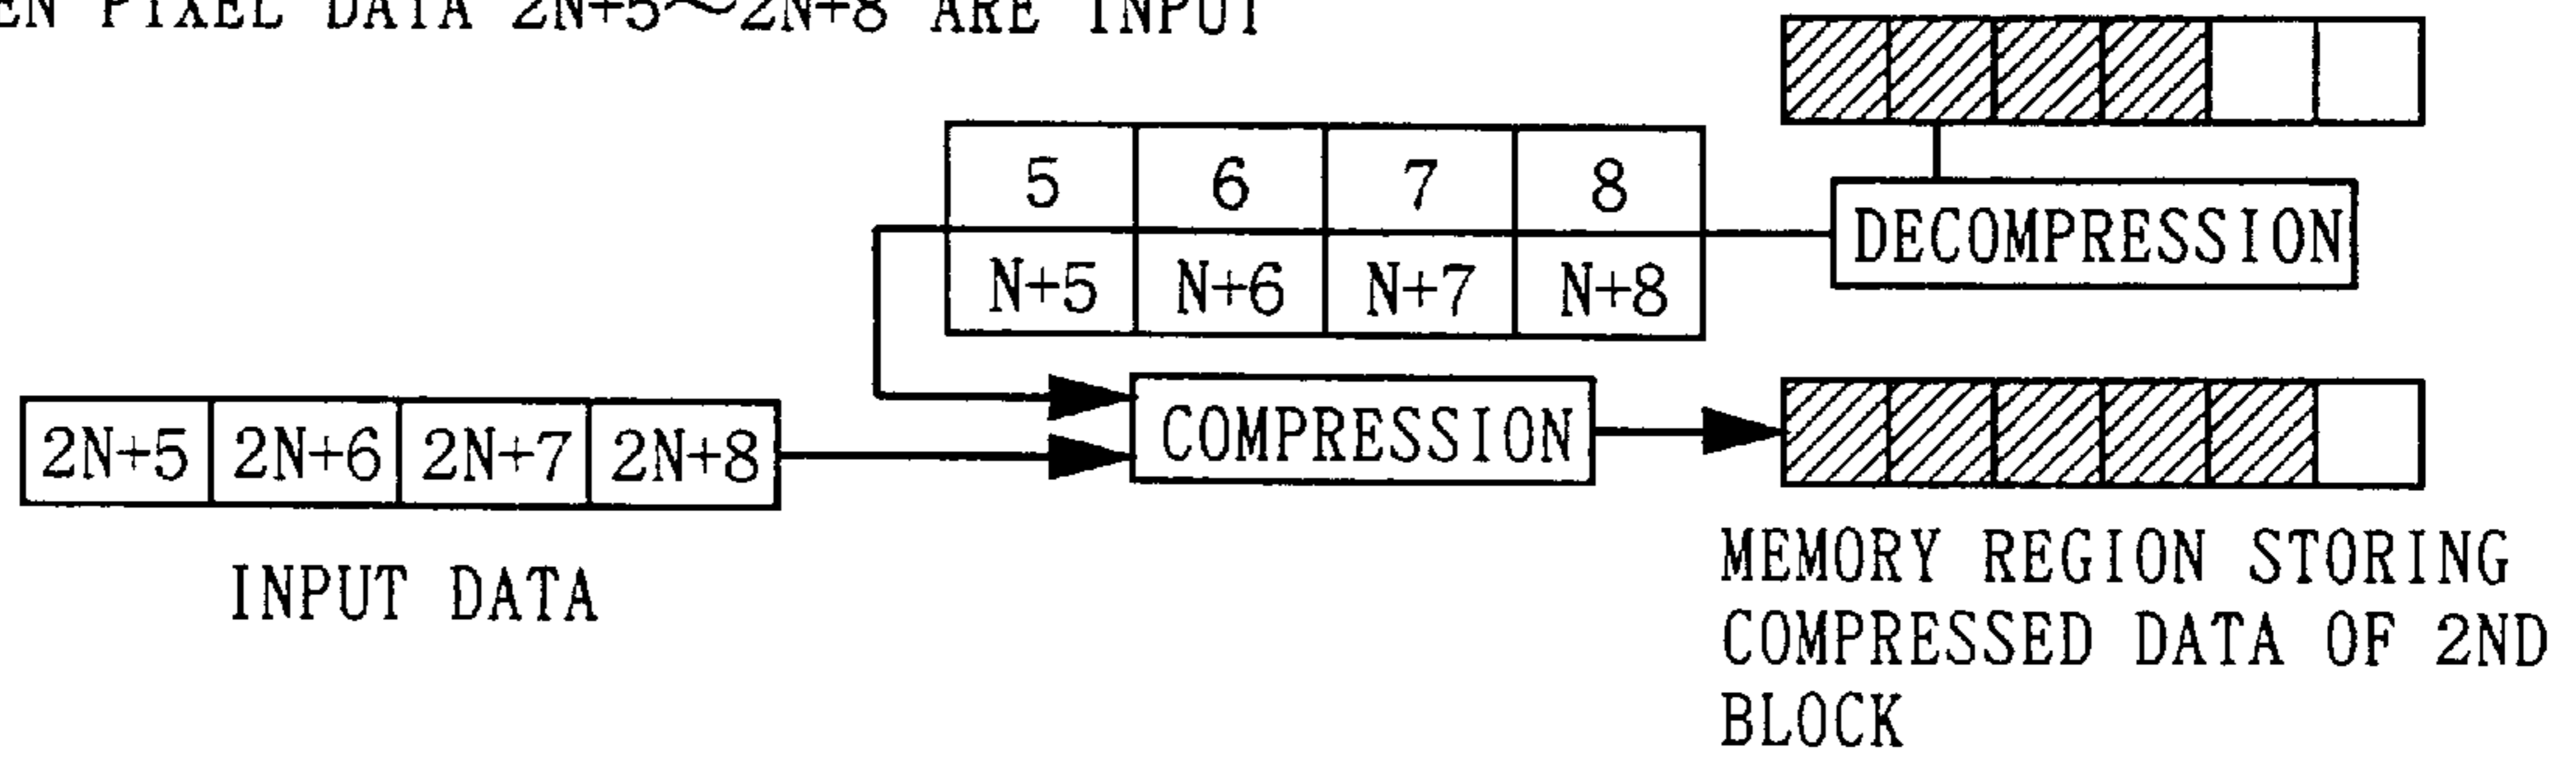 PIXEL DATA 2N+5~2N+8 ARE INPUT
5 6 7 8
DECOMPRESSION
N+5 N+6 N+7 N+8
2N+5 2N+6 2N+7 2N+8
COMPRESSION
INPUT DATA
MEMORY REGION STORING
COMPRESSED DATA OF 2ND
BLOCK